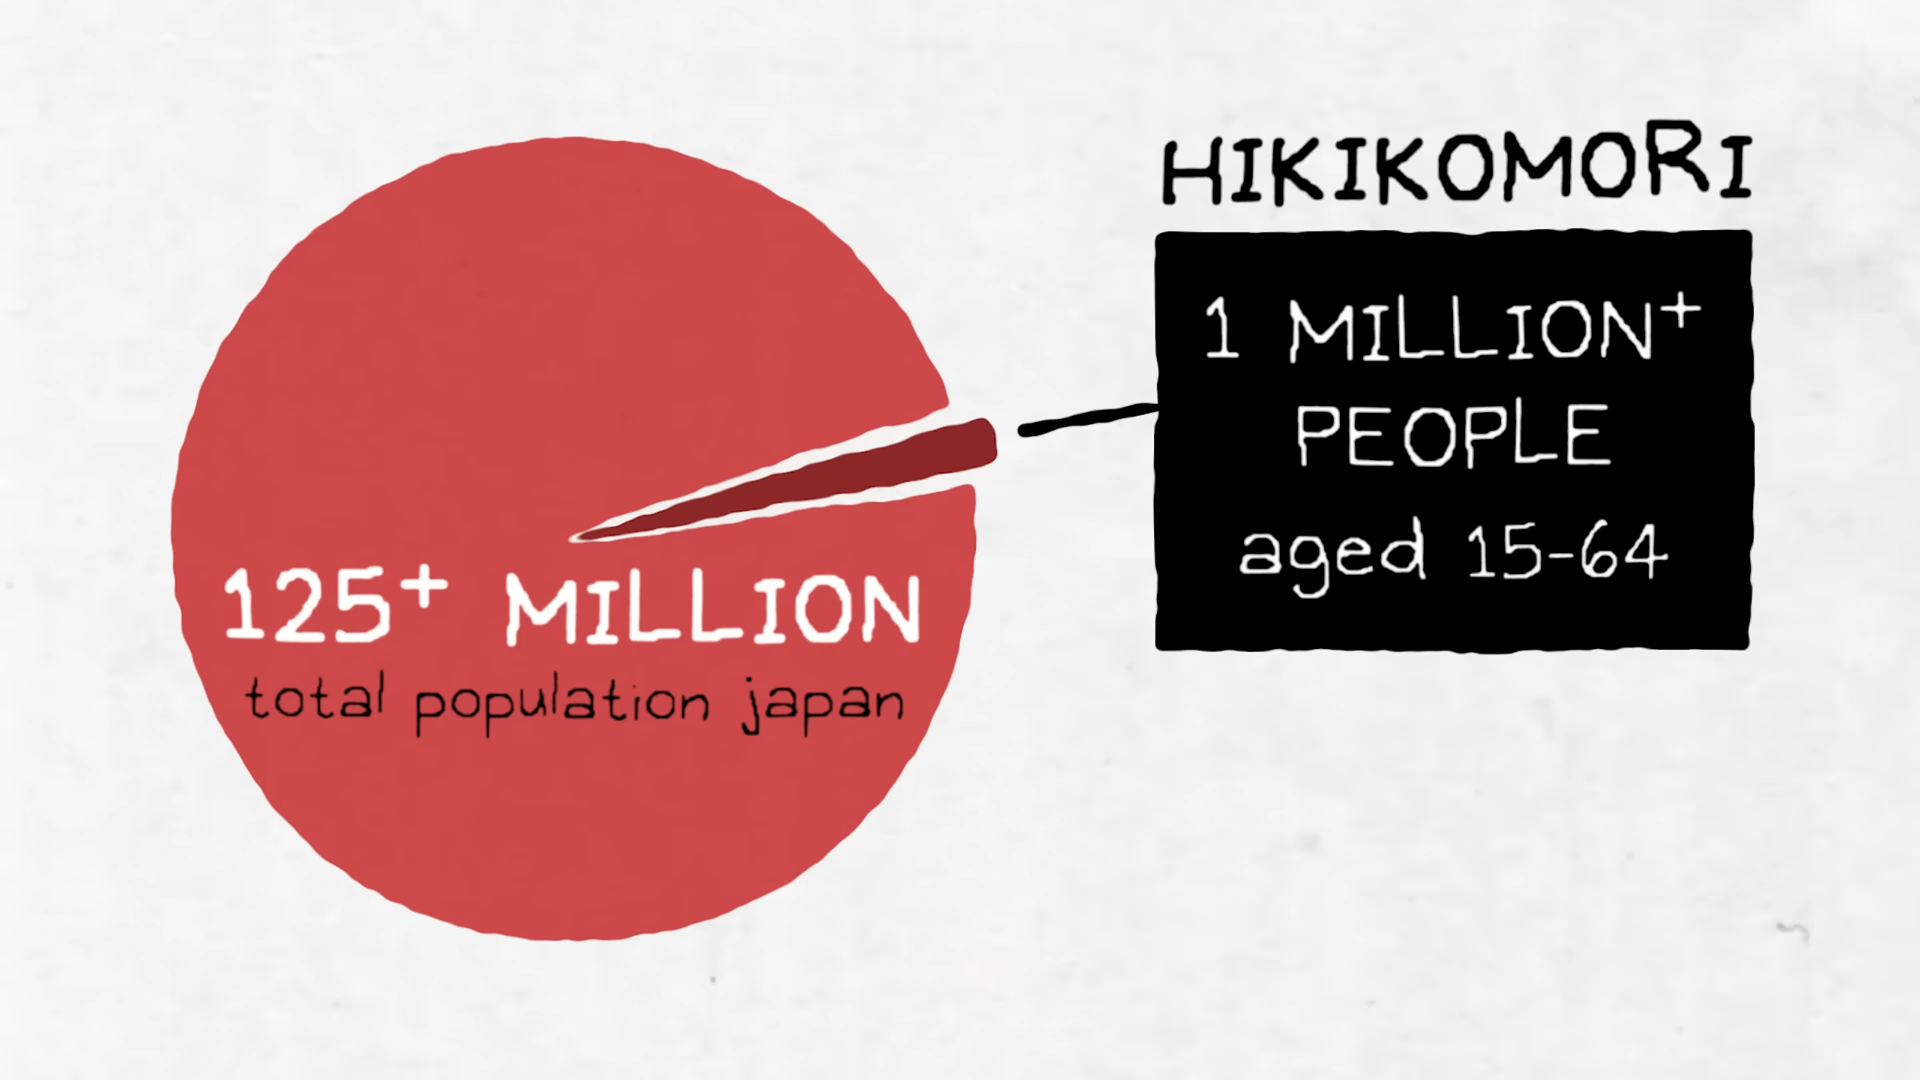 HIKIKOMORI
1 MILLION+
PEOPLE
aged 15-64
125+ MILLION
total population japan